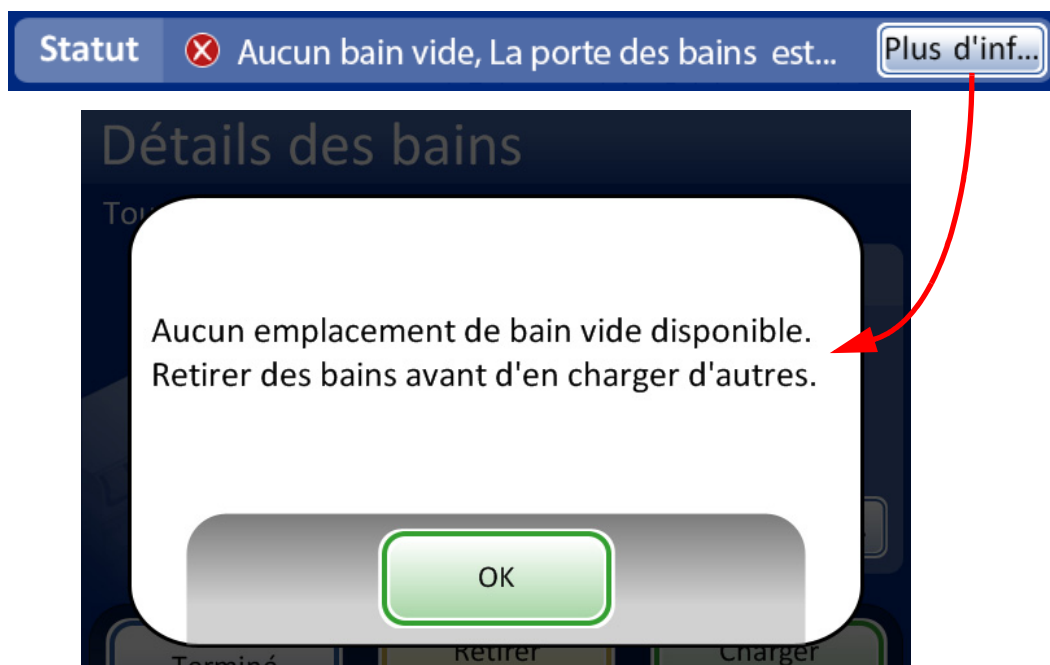 Statut Aucun bain vide, La porte des bains est... Plus d'inf...
Détails des bains
Aucun emplacement de bain vide disponible.
Retirer des bains avant d'en charger d'autres.
OK
Terminé Retirer Charger